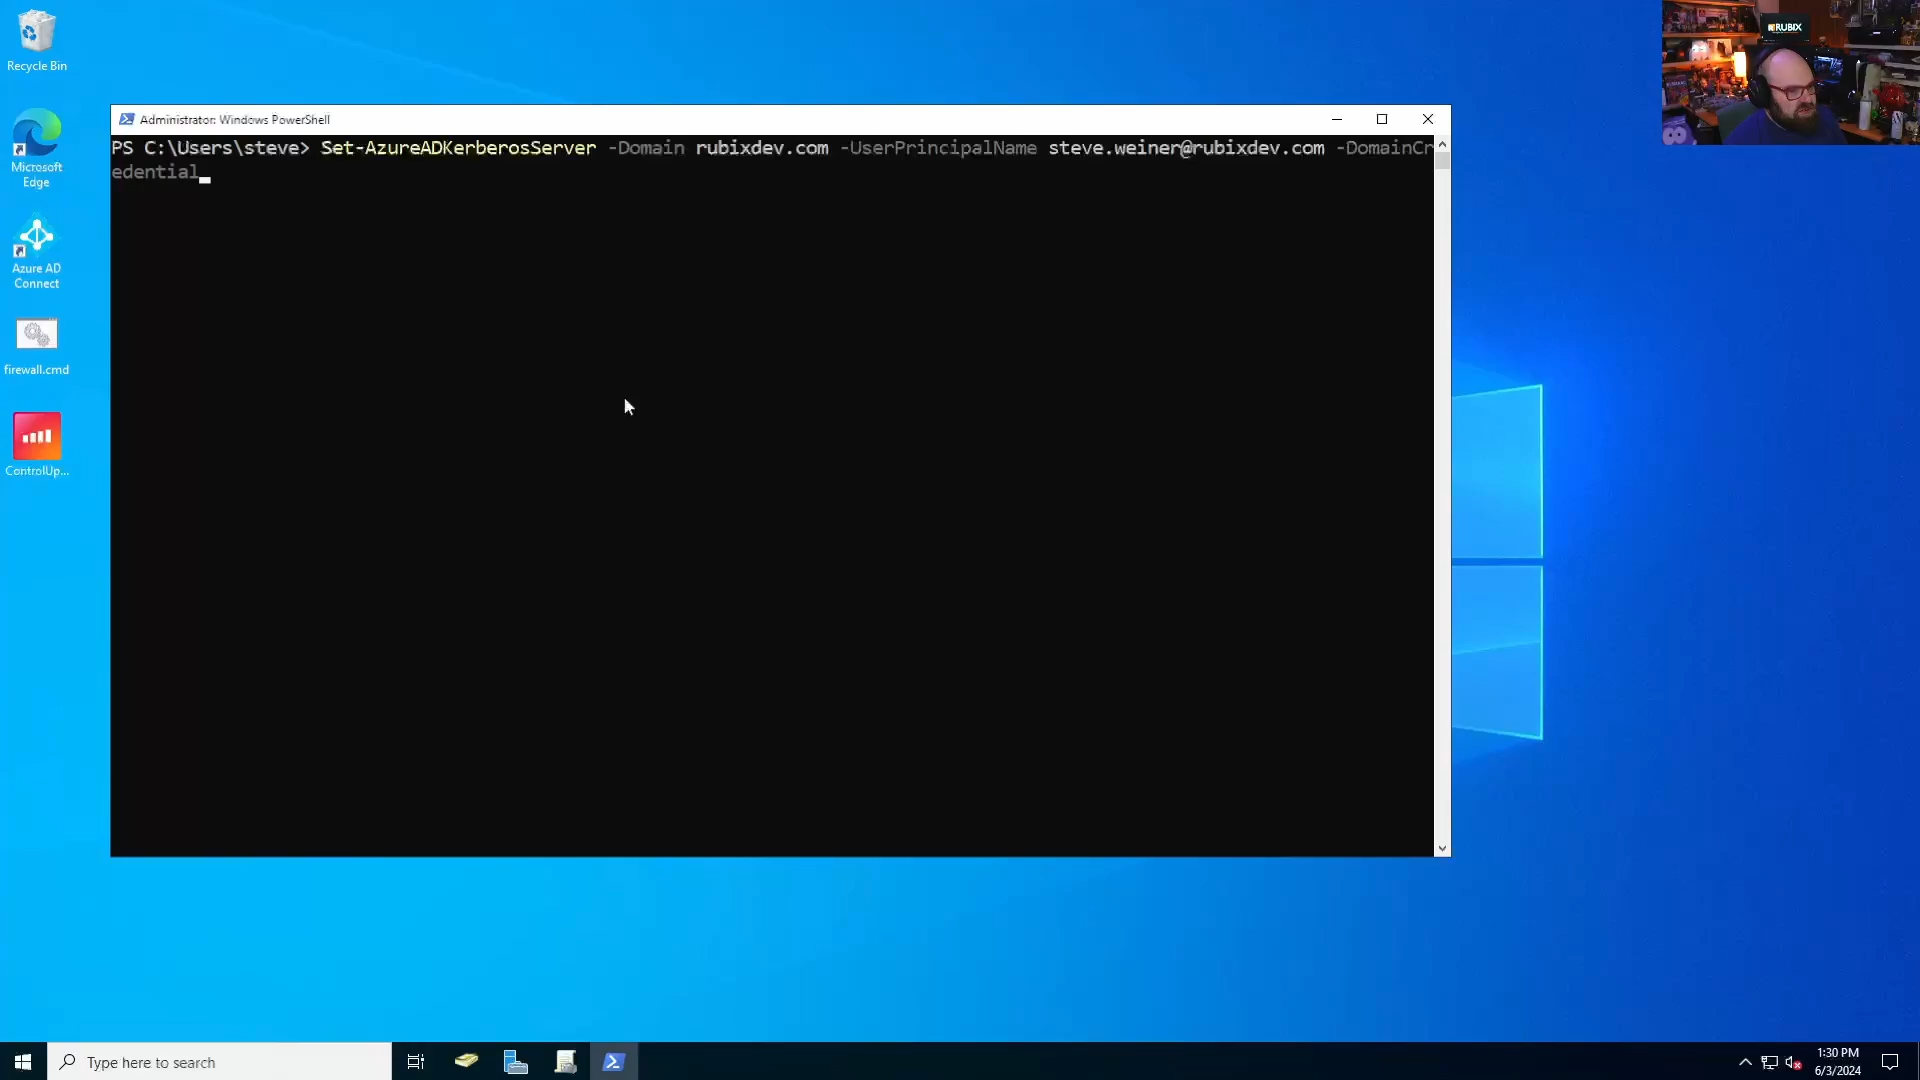 Recycle Bin
RUBIX
Microsoft
Edge
Azure AD
Connect
firewall.cmd
ControlUp...
Administrator: Windows PowerShell
PS C:\Users\steve> Set-AzureADKerberosServer -Domain rubixdev.com -UserPrincipalName steve.weiner@rubixdev.com -DomainCr
edential
Type here to search
1:30 PM
6/3/2024